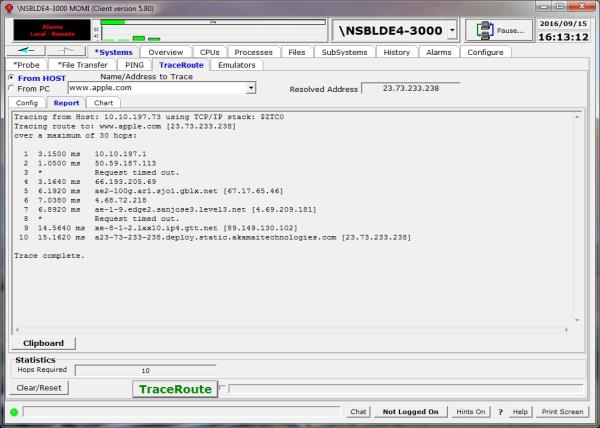 \NSBLDE4-3000 MOMI (Client version 5.80)
Alarms
Local - Remote
\NSBLDE4-3000
Pause...
2016/09/15
16:13:12
*Systems Overview CPUs Processes Files SubSystems History Alarms Configure
*Probe *File Transfer PING TraceRoute Emulators
From HOST Name/Address to Trace
From PC www.apple.com Resolved Address 23.73.233.238
Config Report Chart
Tracing from Host: 10.10.197.73 using TCP/IP stack: $ZTC0
Tracing route to: www.apple.com [23.73.233.238]
over a maximum of 30 hops:
1 3.1500 ms 10.10.197.1
2 1.0500 ms 50.59.187.113
3 * Request timed out.
4 3.1640 ms 66.193.205.69
5 6.1920 ms ae2-100g.ar1.sjo1.gblx.net [67.17.65.46]
6 7.0380 ms 4.68.72.218
7 6.8920 ms ae-1-9.edge2.sanjose3.level3.net [4.69.209.181]
8 * Request timed out.
9 14.5640 ms xe-8-1-2.lax10.ip4.gtt.net [89.149.130.102]
10 15.1620 ms a23-73-233-238.deploy.static.akamaitechnologies.com [23.73.233.238]
Trace complete.
Clipboard
Statistics
Hops Required 10
Clear/Reset TraceRoute
Chat Not Logged On Hints On ? Help Print Screen